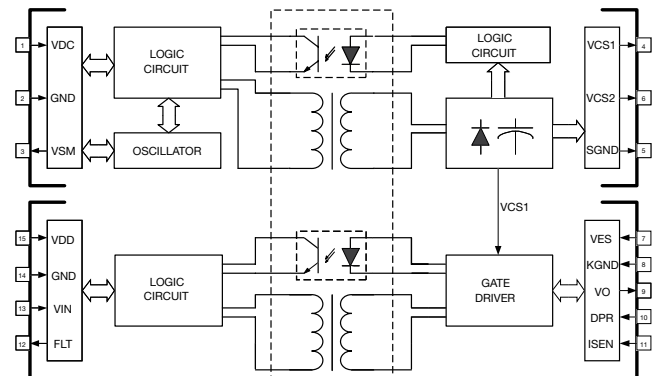 LOGIC
CIRCUIT
LOGIC
CIRCUIT
1
VDC
VCS1
4
2
GND
VCS2
6
3
VSM
OSCILLATOR
SGND
5
VCS1
15
VDD
VES
7
14
GND
LOGIC
CIRCUIT
GATE
DRIVER
KGND
8
13
VIN
VO
9
12
FLT
DPR
10
ISEN
11